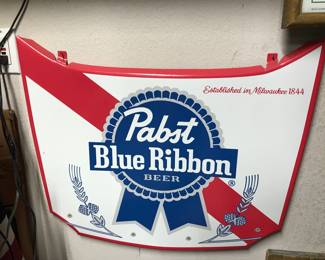 Established in Milwaukee 1844
Pabst
Blue Ribbon
BEER
®